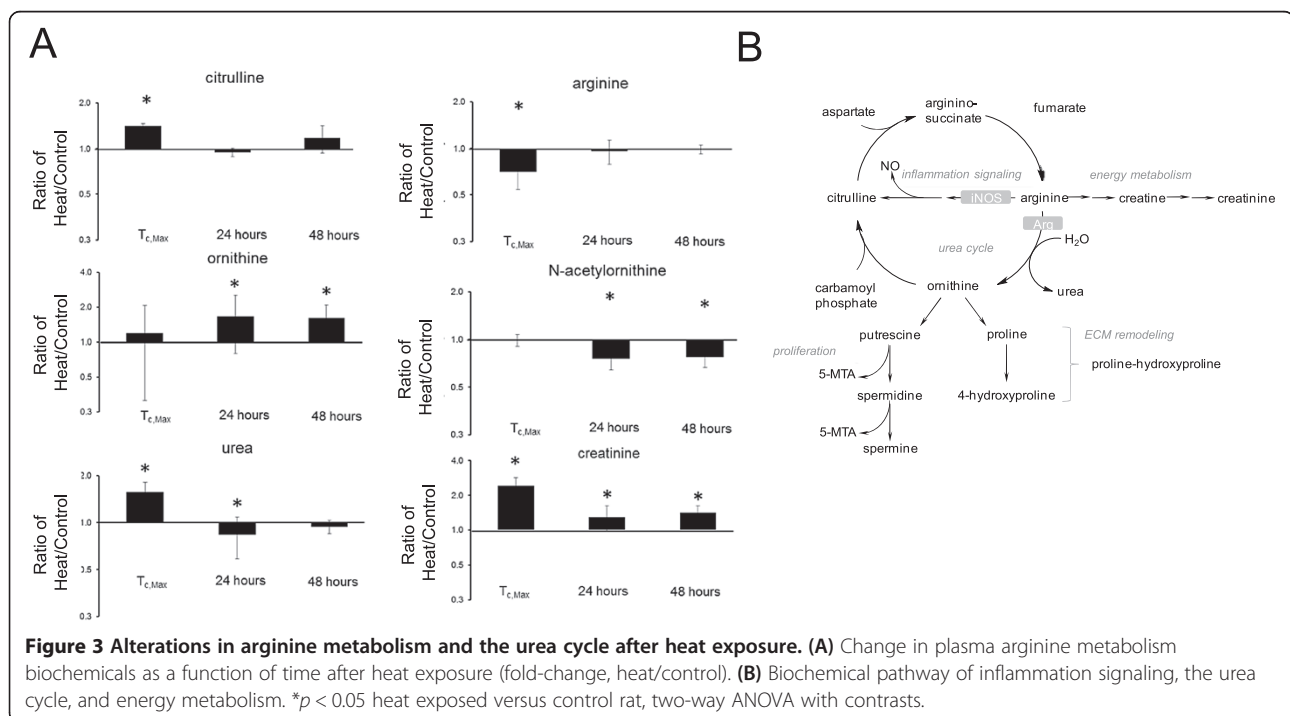 A
citrulline
*
2.0
1.0
0.5
0.3
Ratio of
Heat/Control
Tc,Max
24 hours
48 hours
arginine
*
2.0
1.0
0.5
0.3
Ratio of
Heat/Control
Tc,Max
24 hours
48 hours
ornithine
* *
4.0
2.0
1.0
0.5
0.3
Ratio of
Heat/Control
Tc,Max
24 hours
48 hours
N-acetylornithine
* *
2.0
1.0
0.5
0.3
Ratio of
Heat/Control
Tc,Max
24 hours
48 hours
urea
* *
2.0
1.0
0.5
0.3
Ratio of
Heat/Control
Tc,Max
24 hours
48 hours
creatinine
* * *
4.0
2.0
1.0
0.5
0.3
Ratio of
Heat/Control
Tc,Max
24 hours
48 hours
B
aspartate
arginino-
succinate
fumarate
NO
inflammation signaling
energy metabolism
citrulline
iNOS
arginine
creatine
creatinine
Arg
H2O
urea cycle
carbamoyl
phosphate
ornithine
urea
putrescine
proline
ECM remodeling
proliferation
proline-hydroxyproline
5-MTA
spermidine
4-hydroxyproline
5-MTA
spermine
Figure 3 Alterations in arginine metabolism and the urea cycle after heat exposure. (A) Change in plasma arginine metabolism
biochemicals as a function of time after heat exposure (fold-change, heat/control). (B) Biochemical pathway of inflammation signaling, the urea
cycle, and energy metabolism. *p < 0.05 heat exposed versus control rat, two-way ANOVA with contrasts.